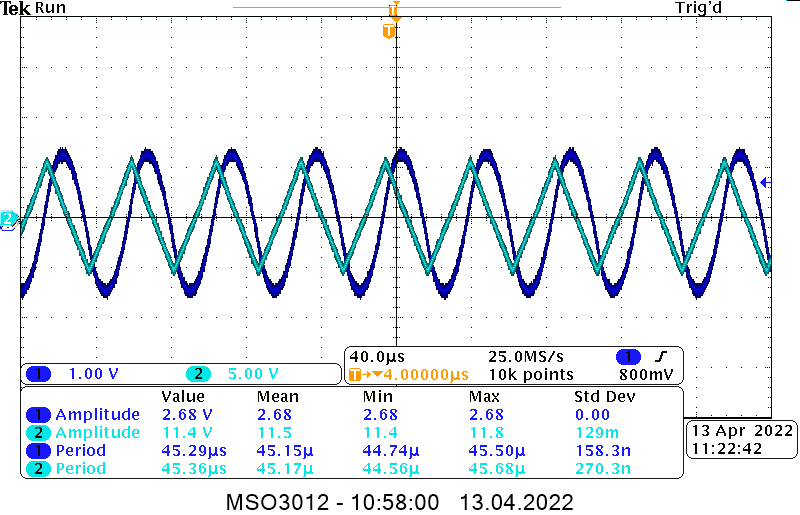 Tek Run Trig'd
T
T
2
1 1.00 V 2 5.00 V
40.0µs 25.0MS/s 1
T→▼4.00000µs 10k points 800mV
Value Mean Min Max Std Dev
1 Amplitude 2.68 V 2.68 2.68 2.68 0.00
2 Amplitude 11.4 V 11.5 11.4 11.8 129m
1 Period 45.29µs 45.15µ 44.74µ 45.50µ 158.3n
2 Period 45.36µs 45.17µ 44.56µ 45.68µ 270.3n
13 Apr 2022
11:22:42
MSO3012 - 10:58:00 13.04.2022